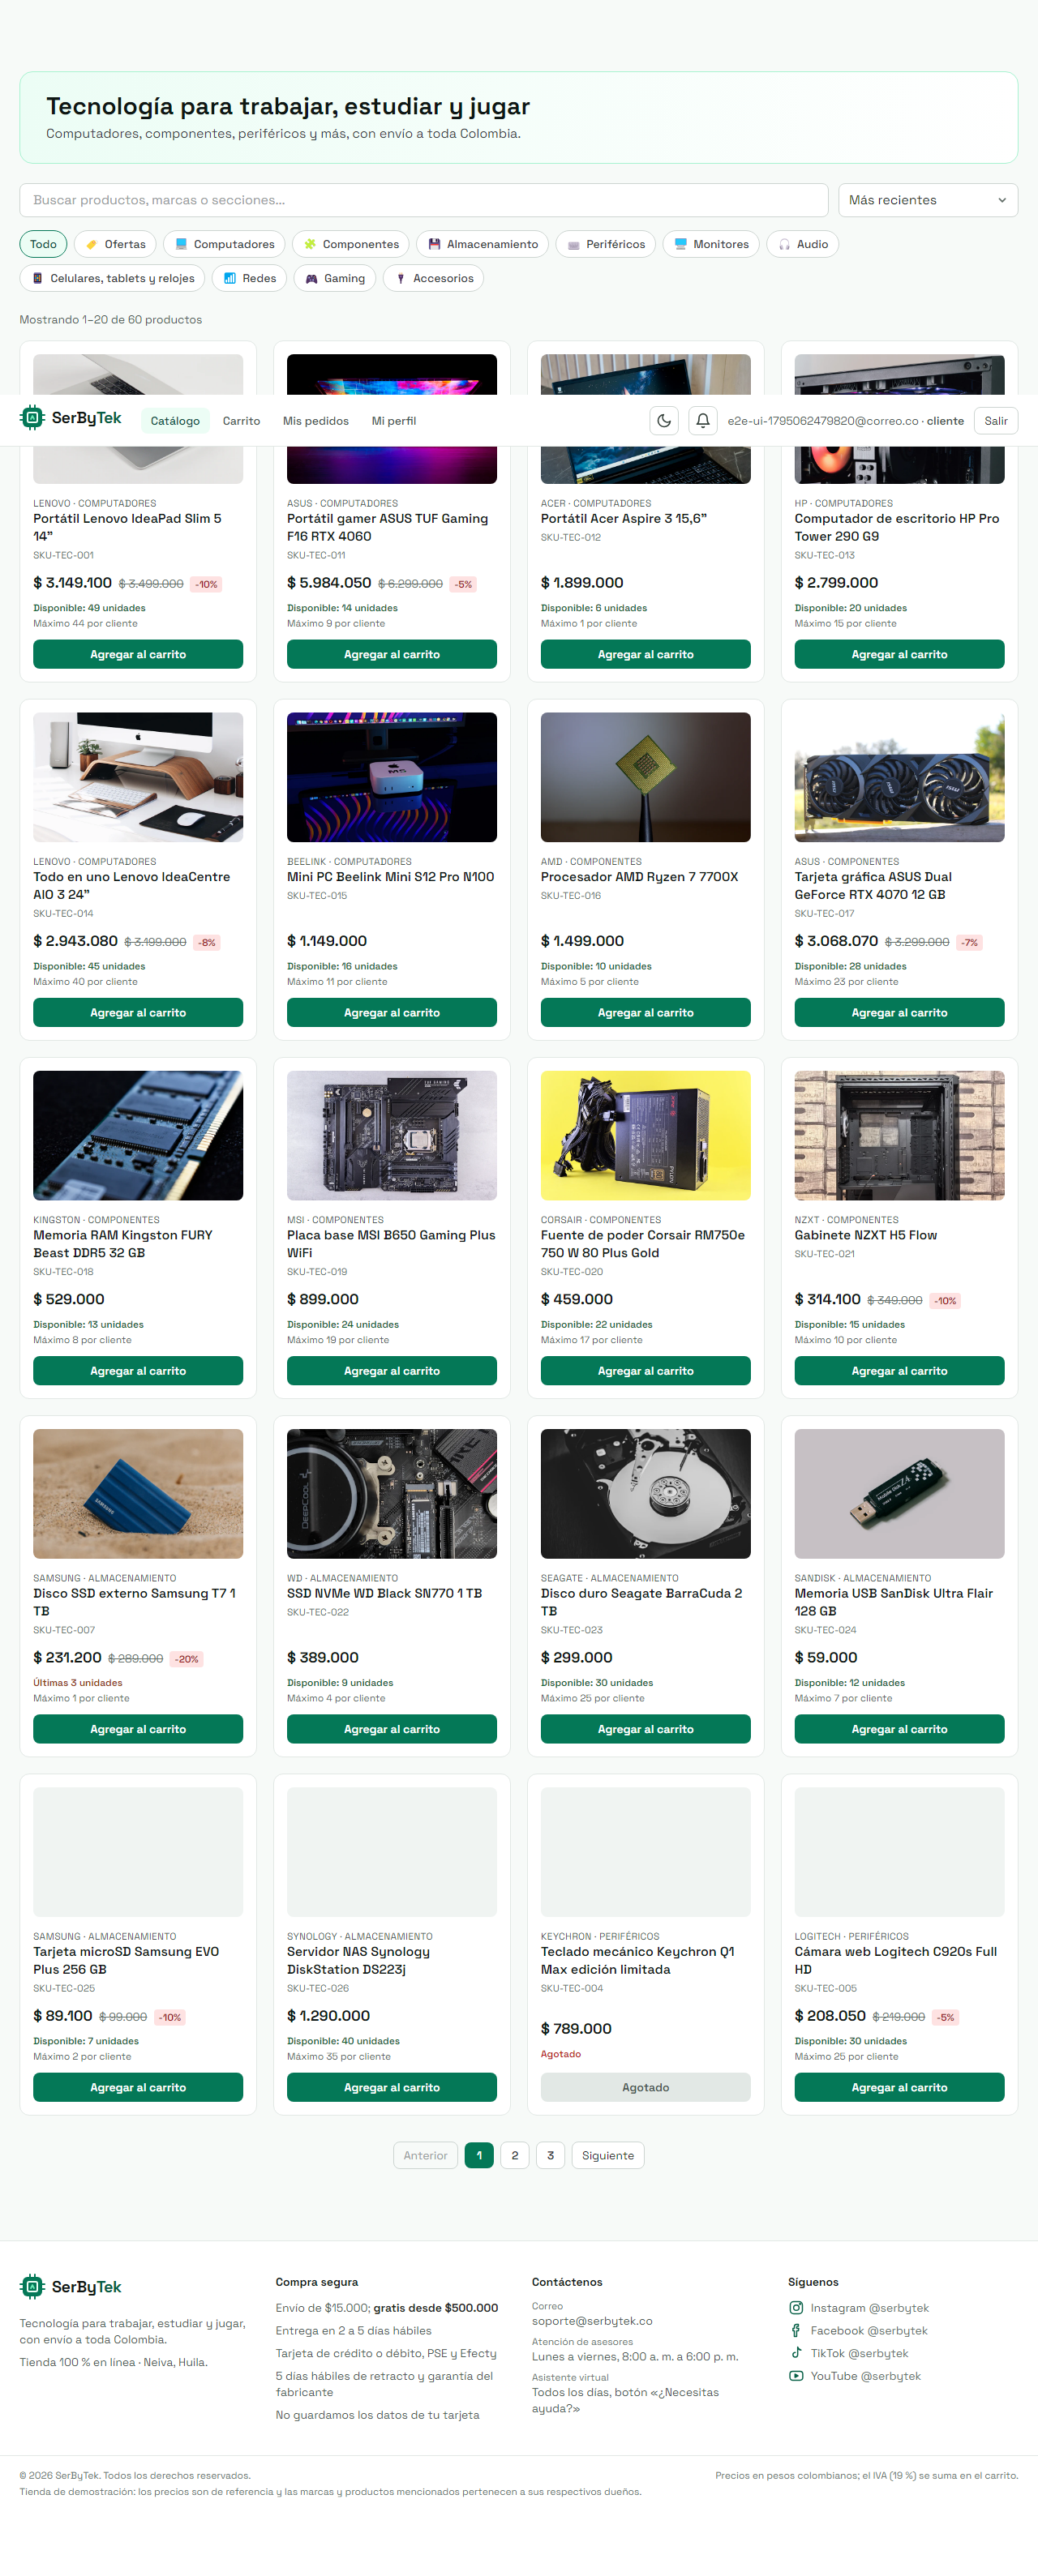 Tecnología para trabajar, estudiar y jugar
Computadores, componentes, periféricos y más, con envío a toda Colombia.
Buscar productos, marcas o secciones...
Más recientes
Todo
Ofertas
Computadores
Componentes
Almacenamiento
Periféricos
Monitores
Audio
Celulares, tablets y relojes
Redes
Gaming
Accesorios
Mostrando 1–20 de 60 productos
SerByTek
Catálogo
Carrito
Mis pedidos
Mi perfil
e2e-ui-1795062479820@correo.co · cliente
Salir
LENOVO · COMPUTADORES
Portátil Lenovo IdeaPad Slim 5
14"
SKU-TEC-001
$ 3.149.100 $ 3.499.000 -10%
Disponible: 49 unidades
Máximo 44 por cliente
Agregar al carrito
ASUS · COMPUTADORES
Portátil gamer ASUS TUF Gaming
F16 RTX 4060
SKU-TEC-011
$ 5.984.050 $ 6.299.000 -5%
Disponible: 14 unidades
Máximo 9 por cliente
Agregar al carrito
ACER · COMPUTADORES
Portátil Acer Aspire 3 15,6"
SKU-TEC-012
$ 1.899.000
Disponible: 6 unidades
Máximo 1 por cliente
Agregar al carrito
HP · COMPUTADORES
Computador de escritorio HP Pro
Tower 290 G9
SKU-TEC-013
$ 2.799.000
Disponible: 20 unidades
Máximo 15 por cliente
Agregar al carrito
LENOVO · COMPUTADORES
Todo en uno Lenovo IdeaCentre
AIO 3 24"
SKU-TEC-014
$ 2.943.080 $ 3.199.000 -8%
Disponible: 45 unidades
Máximo 40 por cliente
Agregar al carrito
BEELINK · COMPUTADORES
Mini PC Beelink Mini S12 Pro N100
SKU-TEC-015
$ 1.149.000
Disponible: 16 unidades
Máximo 11 por cliente
Agregar al carrito
AMD · COMPONENTES
Procesador AMD Ryzen 7 7700X
SKU-TEC-016
$ 1.499.000
Disponible: 10 unidades
Máximo 5 por cliente
Agregar al carrito
ASUS · COMPONENTES
Tarjeta gráfica ASUS Dual
GeForce RTX 4070 12 GB
SKU-TEC-017
$ 3.068.070 $ 3.299.000 -7%
Disponible: 28 unidades
Máximo 23 por cliente
Agregar al carrito
KINGSTON · COMPONENTES
Memoria RAM Kingston FURY
Beast DDR5 32 GB
SKU-TEC-018
$ 529.000
Disponible: 13 unidades
Máximo 8 por cliente
Agregar al carrito
MSI · COMPONENTES
Placa base MSI B650 Gaming Plus
WiFi
SKU-TEC-019
$ 899.000
Disponible: 24 unidades
Máximo 19 por cliente
Agregar al carrito
CORSAIR · COMPONENTES
Fuente de poder Corsair RM750e
750 W 80 Plus Gold
SKU-TEC-020
$ 459.000
Disponible: 22 unidades
Máximo 17 por cliente
Agregar al carrito
NZXT · COMPONENTES
Gabinete NZXT H5 Flow
SKU-TEC-021
$ 314.100 $ 349.000 -10%
Disponible: 15 unidades
Máximo 10 por cliente
Agregar al carrito
SAMSUNG
SAMSUNG · ALMACENAMIENTO
Disco SSD externo Samsung T7 1
TB
SKU-TEC-007
$ 231.200 $ 289.000 -20%
Últimas 3 unidades
Máximo 1 por cliente
Agregar al carrito
DEEPCOOL
WD · ALMACENAMIENTO
SSD NVMe WD Black SN770 1 TB
SKU-TEC-022
$ 389.000
Disponible: 9 unidades
Máximo 4 por cliente
Agregar al carrito
SEAGATE · ALMACENAMIENTO
Disco duro Seagate BarraCuda 2
TB
SKU-TEC-023
$ 299.000
Disponible: 30 unidades
Máximo 25 por cliente
Agregar al carrito
SANDISK · ALMACENAMIENTO
Memoria USB SanDisk Ultra Flair
128 GB
SKU-TEC-024
$ 59.000
Disponible: 12 unidades
Máximo 7 por cliente
Agregar al carrito
SAMSUNG · ALMACENAMIENTO
Tarjeta microSD Samsung EVO
Plus 256 GB
SKU-TEC-025
$ 89.100 $ 99.000 -10%
Disponible: 7 unidades
Máximo 2 por cliente
Agregar al carrito
SYNOLOGY · ALMACENAMIENTO
Servidor NAS Synology
DiskStation DS223j
SKU-TEC-026
$ 1.290.000
Disponible: 40 unidades
Máximo 35 por cliente
Agregar al carrito
KEYCHRON · PERIFÉRICOS
Teclado mecánico Keychron Q1
Max edición limitada
SKU-TEC-004
$ 789.000
Agotado
Agotado
LOGITECH · PERIFÉRICOS
Cámara web Logitech C920s Full
HD
SKU-TEC-005
$ 208.050 $ 219.000 -5%
Disponible: 30 unidades
Máximo 25 por cliente
Agregar al carrito
Anterior
1
2
3
Siguiente
SerByTek
Tecnología para trabajar, estudiar y jugar,
con envío a toda Colombia.
Tienda 100 % en línea · Neiva, Huila.
Compra segura
Envío de $15.000; gratis desde $500.000
Entrega en 2 a 5 días hábiles
Tarjeta de crédito o débito, PSE y Efecty
5 días hábiles de retracto y garantía del
fabricante
No guardamos los datos de tu tarjeta
Contáctenos
Correo
soporte@serbytek.co
Atención de asesores
Lunes a viernes, 8:00 a. m. a 6:00 p. m.
Asistente virtual
Todos los días, botón «¿Necesitas
ayuda?»
Síguenos
Instagram @serbytek
Facebook @serbytek
TikTok @serbytek
YouTube @serbytek
© 2026 SerByTek. Todos los derechos reservados.
Precios en pesos colombianos; el IVA (19 %) se suma en el carrito.
Tienda de demostración: los precios son de referencia y las marcas y productos mencionados pertenecen a sus respectivos dueños.